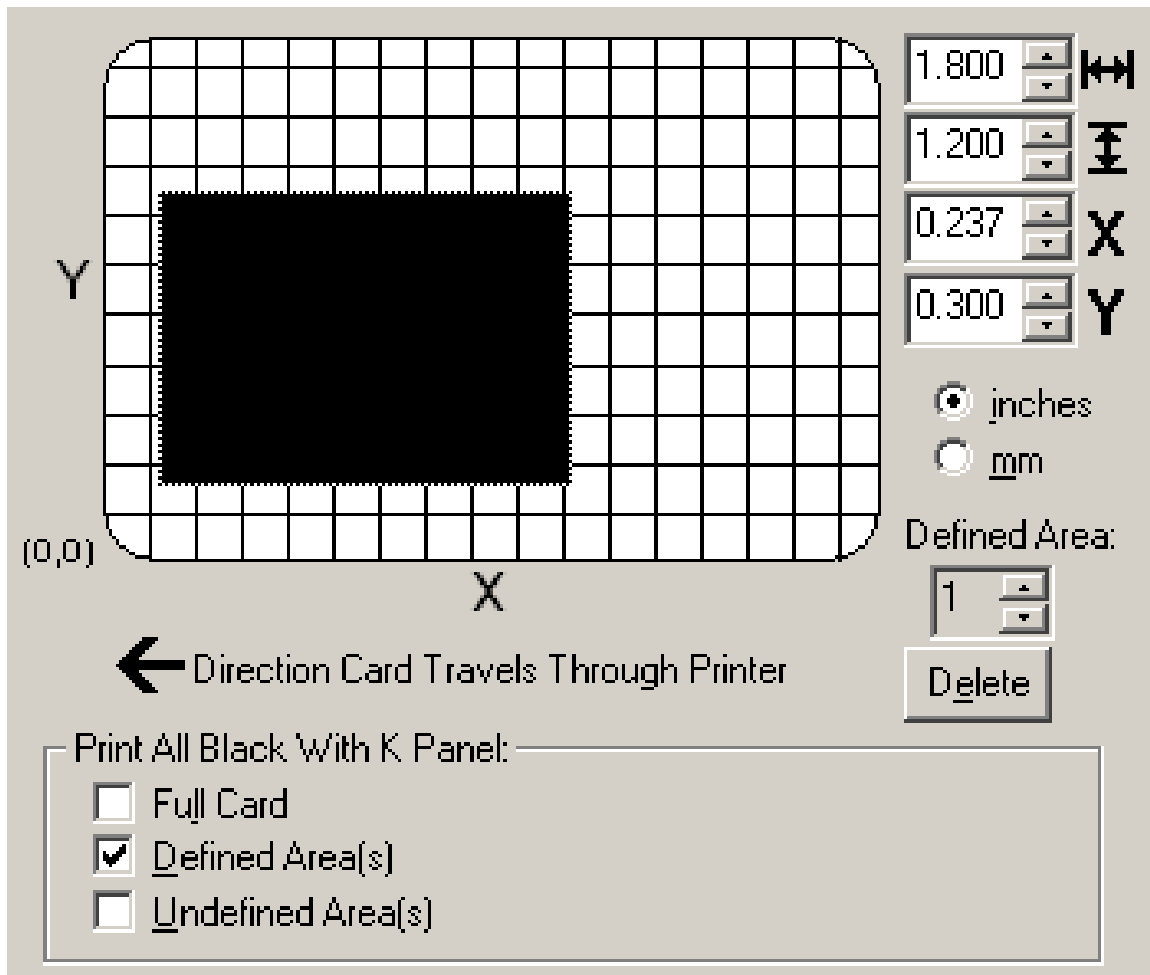 1.800
1.200
0.237 X
0.300 Y
Y
inches
mm
(0,0)
X
Defined Area:
1
Direction Card Travels Through Printer
Delete
Print All Black With K Panel:
Full Card
Defined Area(s)
Undefined Area(s)